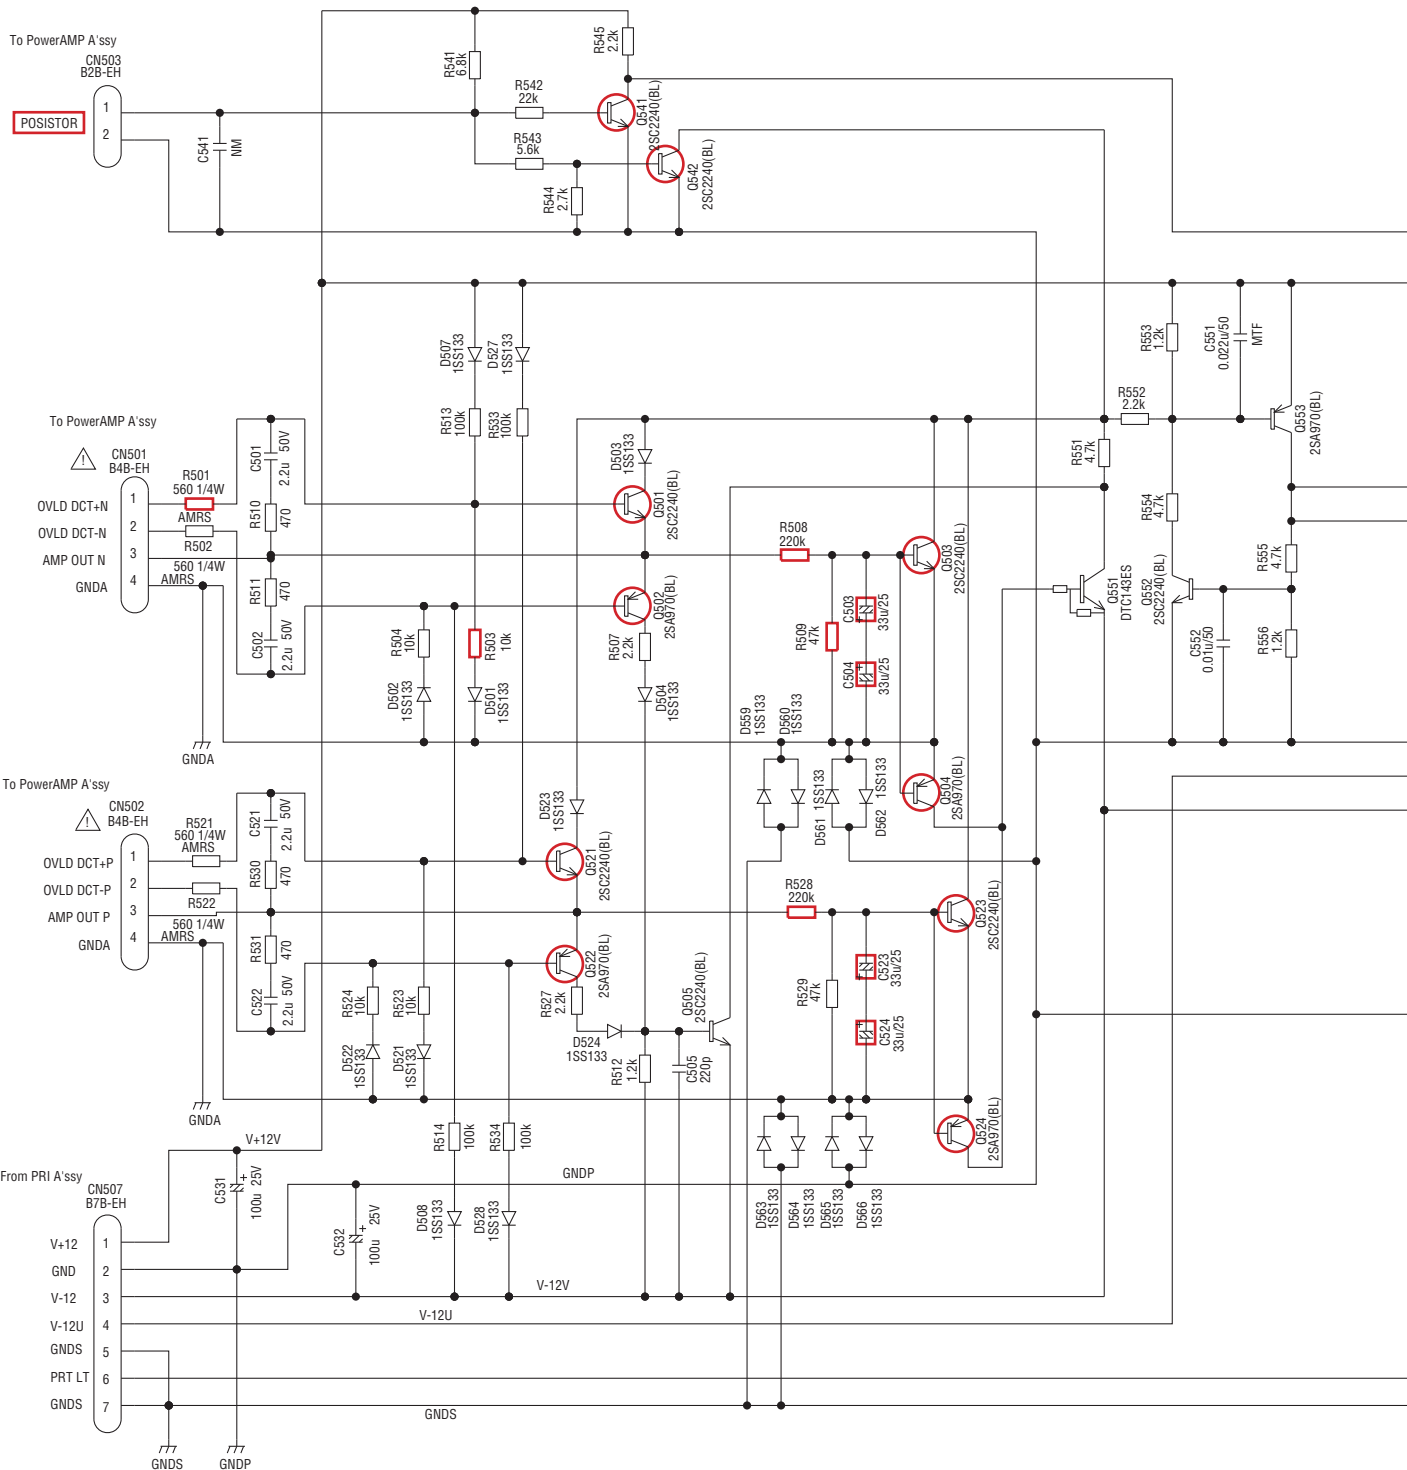 To PowerAMP A'ssy
CN503
B2B-EH
POSISTOR
1
2
C541
NM
R541
6.8k
R542
22k
R543
5.6k
R544
2.7k
R545
2.2k
Q541
2SC2240(BL)
Q542
2SC2240(BL)
D507
1SS133
D527
1SS133
R513
100k
R533
100k
R553
1.2k
C551
0.022u/50
MTF
R552
2.2k
Q553
2SA970(BL)
R551
4.7k
To PowerAMP A'ssy
CN501
B4B-EH
R501
560 1/4W
AMRS
R502
560 1/4W
AMRS
OVLD DCT+N
OVLD DCT-N
AMP OUT N
GNDA
1
2
3
4
C501
2.2u 50V
R510
470
R511
470
C502
2.2u 50V
D503
1SS133
Q501
2SC2240(BL)
Q502
2SA970(BL)
R504
10k
R503
10k
R507
2.2k
D502
1SS133
D501
1SS133
D504
1SS133
R508
220k
R509
47k
C503
33u/25
C504
33u/25
Q503
2SC2240(BL)
Q551
DTC143ES
R554
4.7k
Q552
2SC2240(BL)
C552
0.01u/50
R555
4.7k
R556
1.2k
GNDA
D559
1SS133
D560
1SS133
D561
1SS133
D562
1SS133
Q504
2SA970(BL)
To PowerAMP A'ssy
CN502
B4B-EH
R521
560 1/4W
AMRS
R522
560 1/4W
AMRS
OVLD DCT+P
OVLD DCT-P
AMP OUT P
GNDA
1
2
3
4
C521
2.2u 50V
R530
470
R531
470
C522
2.2u 50V
D523
1SS133
Q521
2SC2240(BL)
Q522
2SA970(BL)
R524
10k
R523
10k
R527
2.2k
D522
1SS133
D521
1SS133
D524
1SS133
R512
1.2k
C505
220p
Q505
2SC2240(BL)
R528
220k
R529
47k
C523
33u/25
C524
33u/25
Q523
2SC2240(BL)
Q524
2SA970(BL)
GNDA
R514
100k
R534
100k
D508
1SS133
D528
1SS133
D563
1SS133
D564
1SS133
D565
1SS133
D566
1SS133
V+12V
GNDP
From PRI A'ssy
CN507
B7B-EH
C531
100u 25V
C532
100u 25V
V+12
GND
V-12
V-12U
GNDS
PRT LT
GNDS
1
2
3
4
5
6
7
V-12V
V-12U
GNDS
GNDS
GNDP